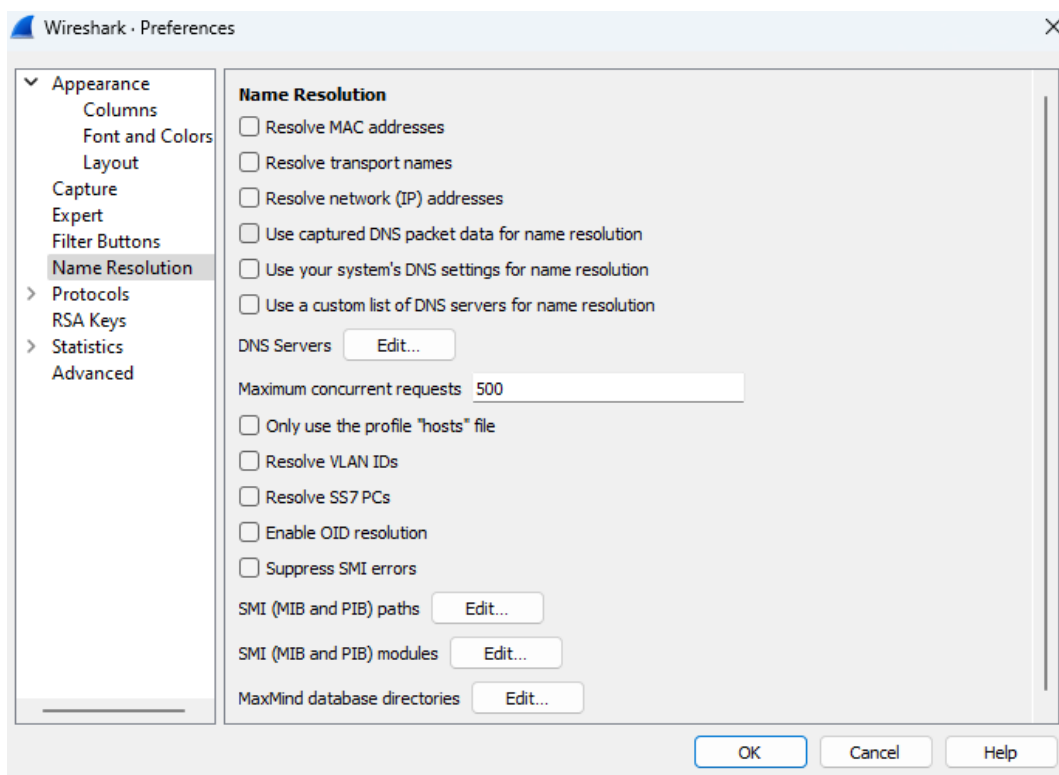 Wireshark · Preferences
Appearance
Columns
Font and Colors
Layout
Capture
Expert
Filter Buttons
Name Resolution
Protocols
RSA Keys
Statistics
Advanced
Name Resolution
Resolve MAC addresses
Resolve transport names
Resolve network (IP) addresses
Use captured DNS packet data for name resolution
Use your system's DNS settings for name resolution
Use a custom list of DNS servers for name resolution
DNS Servers Edit...
Maximum concurrent requests 500
Only use the profile "hosts" file
Resolve VLAN IDs
Resolve SS7 PCs
Enable OID resolution
Suppress SMI errors
SMI (MIB and PIB) paths Edit...
SMI (MIB and PIB) modules Edit...
MaxMind database directories Edit...
OK Cancel Help